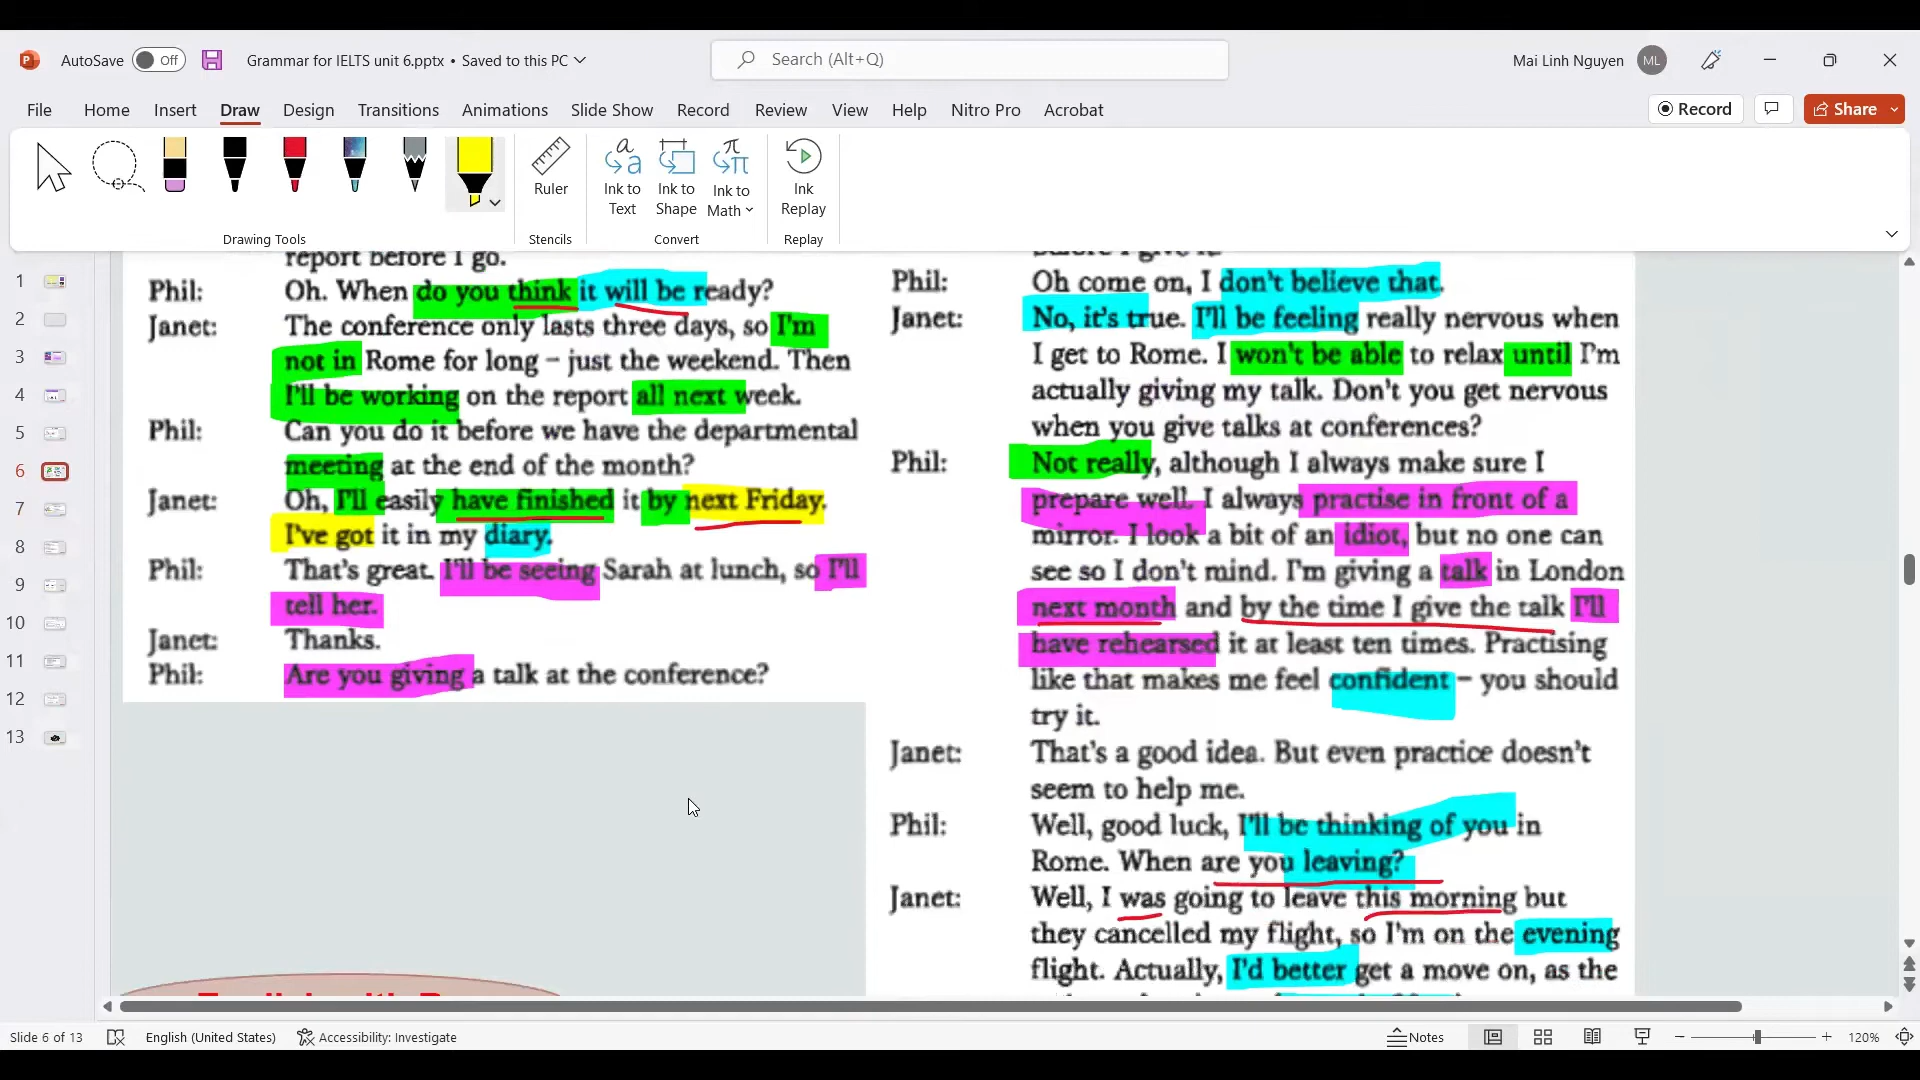 AutoSave Off Grammar for IELTS unit 6.pptx • Saved to this PC Search (Alt+Q) Mai Linh Nguyen ML
File Home Insert Draw Design Transitions Animations Slide Show Record Review View Help Nitro Pro Acrobat Record Share
Ruler
Ink to Text
Ink to Shape
Ink to Math
Ink Replay
Drawing Tools Stencils Convert Replay
1
2
3
4
5
6
7
8
9
10
11
12
13
report before I go.
Phil: Oh. When do you think it will be ready?
Janet: The conference only lasts three days, so I'm
not in Rome for long – just the weekend. Then
I'll be working on the report all next week.
Phil: Can you do it before we have the departmental
meeting at the end of the month?
Janet: Oh, I'll easily have finished it by next Friday.
I've got it in my diary.
Phil: That's great. I'll be seeing Sarah at lunch, so I'll
tell her.
Janet: Thanks.
Phil: Are you giving a talk at the conference?
before I give it.
Phil: Oh come on, I don't believe that.
Janet: No, it's true. I'll be feeling really nervous when
I get to Rome. I won't be able to relax until I'm
actually giving my talk. Don't you get nervous
when you give talks at conferences?
Phil: Not really, although I always make sure I
prepare well. I always practise in front of a
mirror. I look a bit of an idiot, but no one can
see so I don't mind. I'm giving a talk in London
next month and by the time I give the talk I'll
have rehearsed it at least ten times. Practising
like that makes me feel confident – you should
try it.
Janet: That's a good idea. But even practice doesn't
seem to help me.
Phil: Well, good luck, I'll be thinking of you in
Rome. When are you leaving?
Janet: Well, I was going to leave this morning but
they cancelled my flight, so I'm on the evening
flight. Actually, I'd better get a move on, as the
Slide 6 of 13 English (United States) Accessibility: Investigate Notes 120%